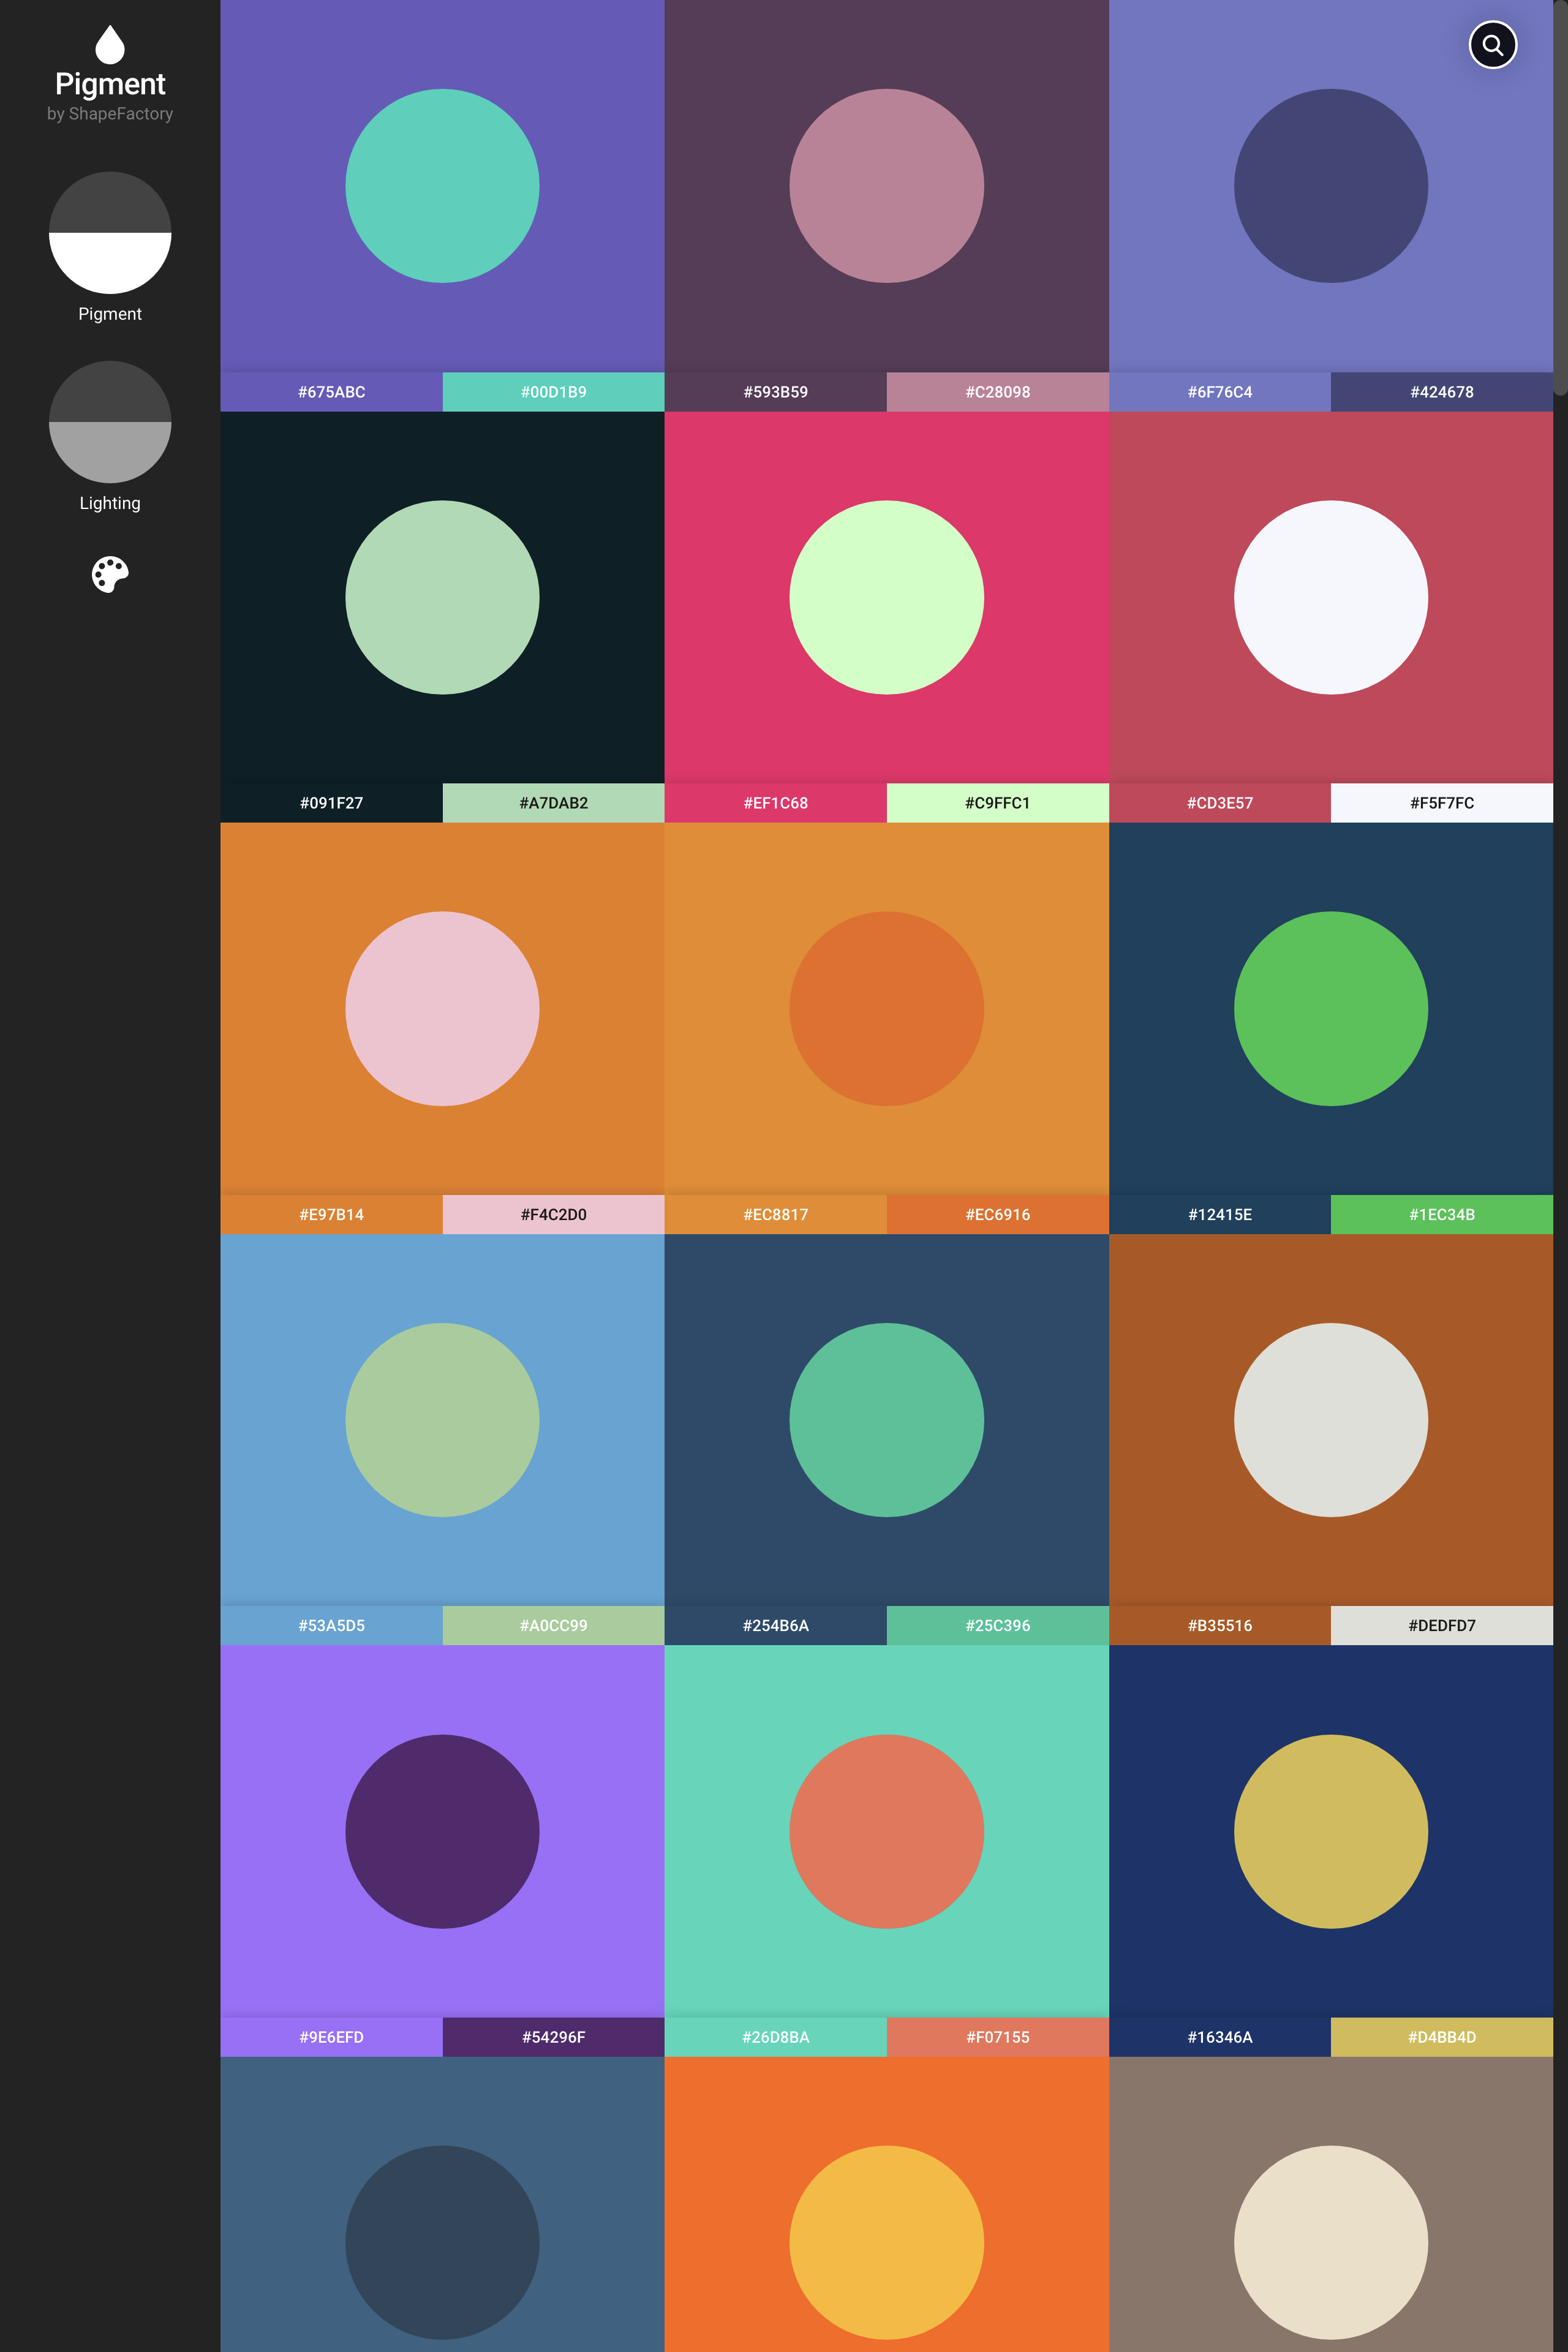 Pigment
by ShapeFactory
Pigment
Lighting
#675ABC
#00D1B9
#593B59
#C28098
#6F76C4
#424678
#091F27
#A7DAB2
#EF1C68
#C9FFC1
#CD3E57
#F5F7FC
#E97B14
#F4C2D0
#EC8817
#EC6916
#12415E
#1EC34B
#53A5D5
#A0CC99
#254B6A
#25C396
#B35516
#DEDFD7
#9E6EFD
#54296F
#26D8BA
#F07155
#16346A
#D4BB4D